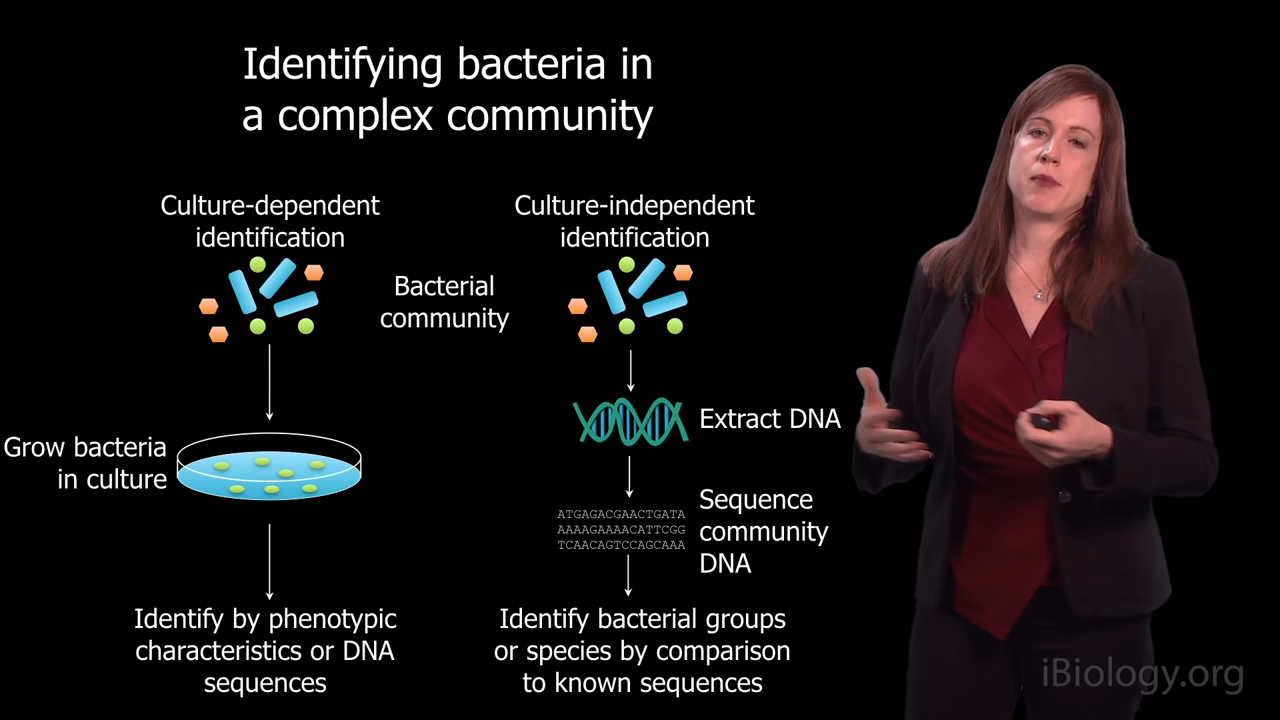 Identifying bacteria in
a complex community
Culture-dependent
identification
Culture-independent
identification
Bacterial
community
Grow bacteria
in culture
Extract DNA
Sequence
community
DNA
ATGAGACGAACTGATA
AAAAGAAAACATTCGG
TCAACAGTCCAGCAAA
Identify by phenotypic
characteristics or DNA
sequences
Identify bacterial groups
or species by comparison
to known sequences
iBiology.org